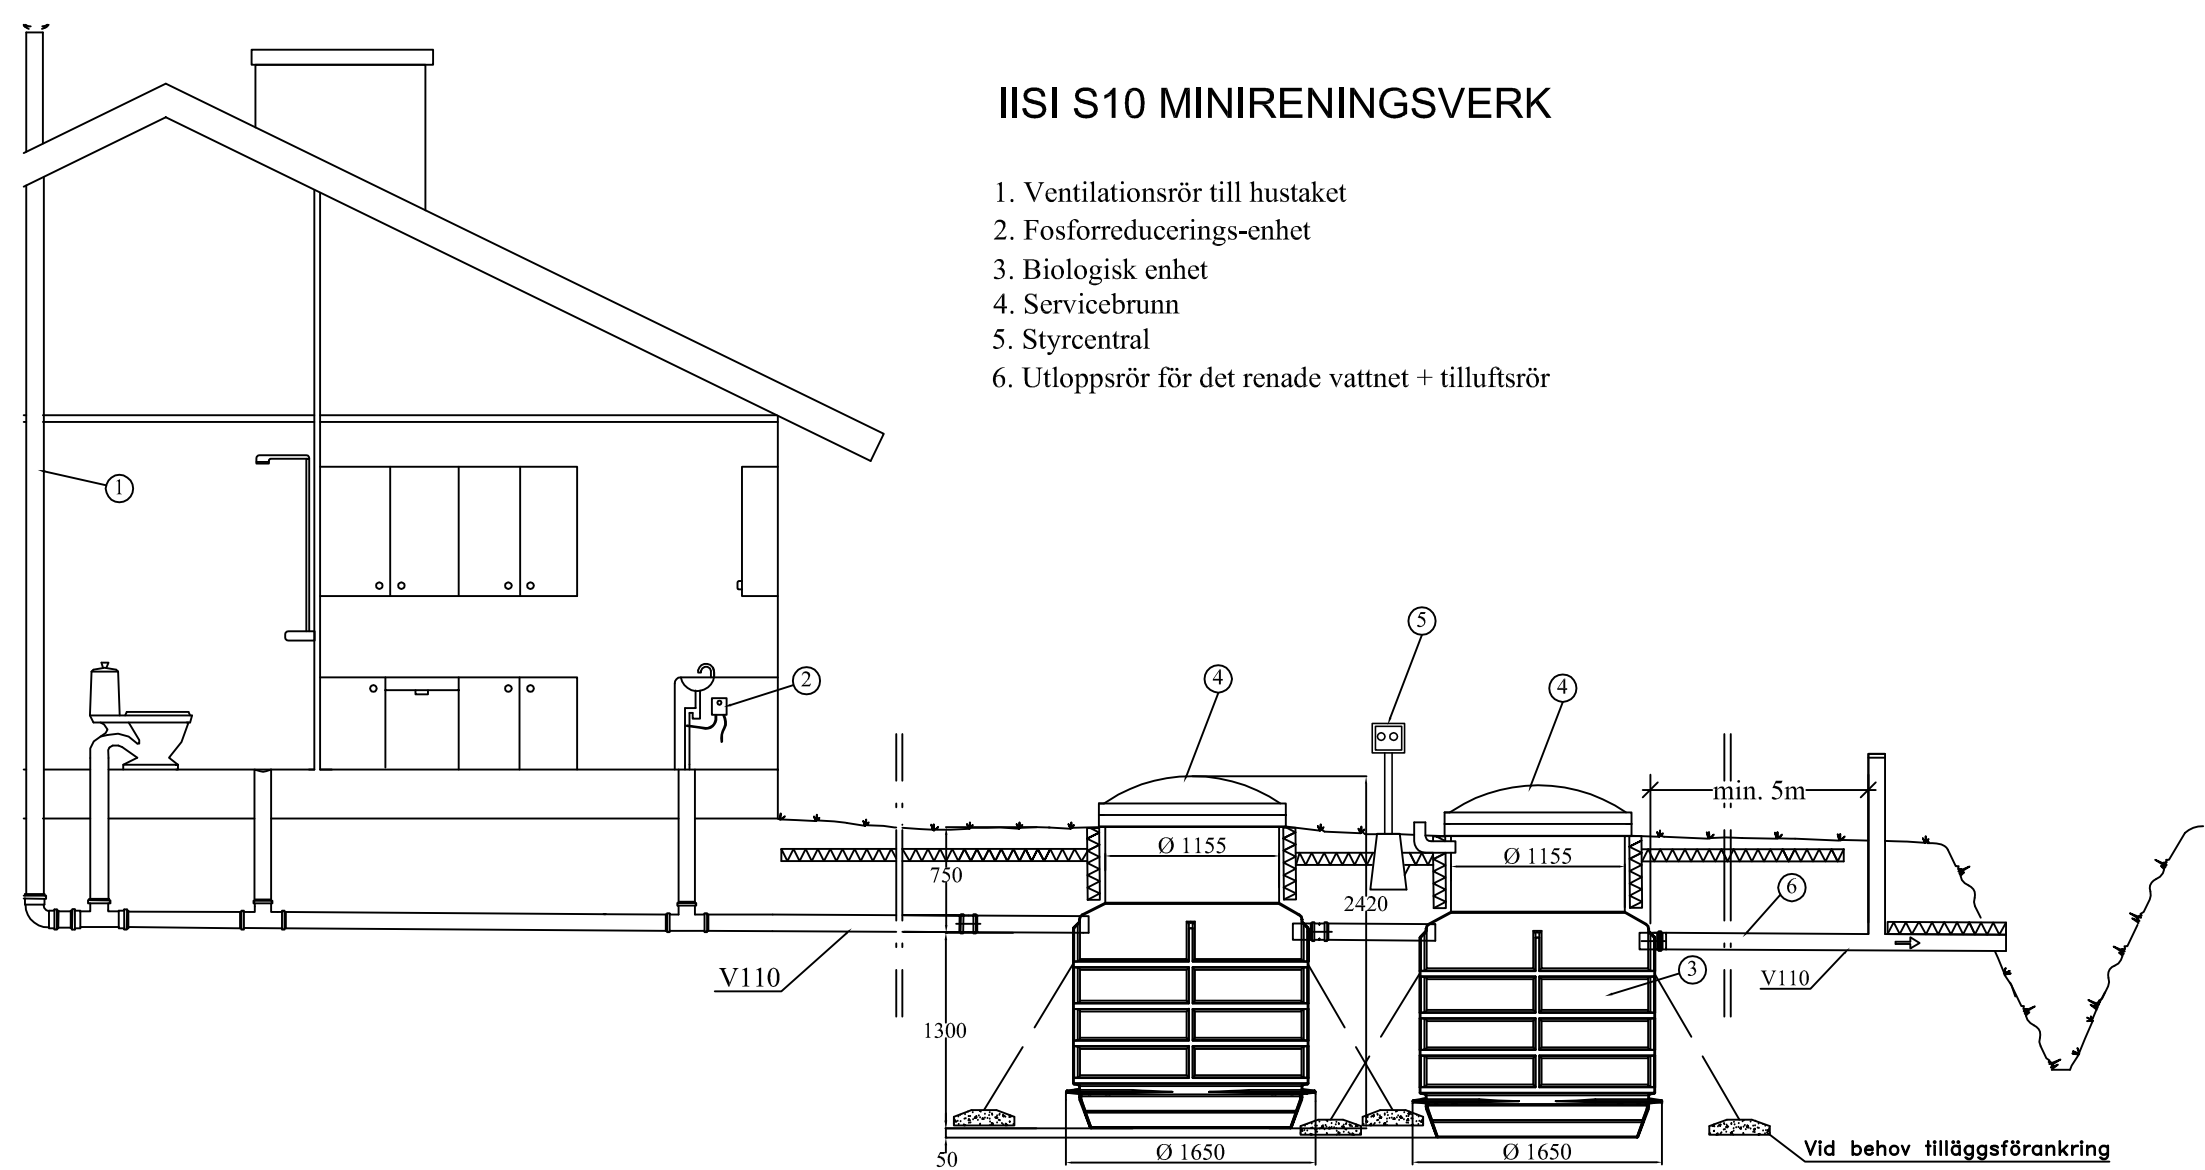 IISI S10 MINIRENINGSVERK
1. Ventilationsrör till hustaket
2. Fosforreducerings-enhet
3. Biologisk enhet
4. Servicebrunn
5. Styrcentral
6. Utloppsrör för det renade vattnet + tilluftsrör
1
5
2
4
4
min. 5m
Ø 1155
Ø 1155
750
6
2420
V110
3
V110
1300
Ø 1650
Ø 1650
50
Vid behov tilläggsförankring